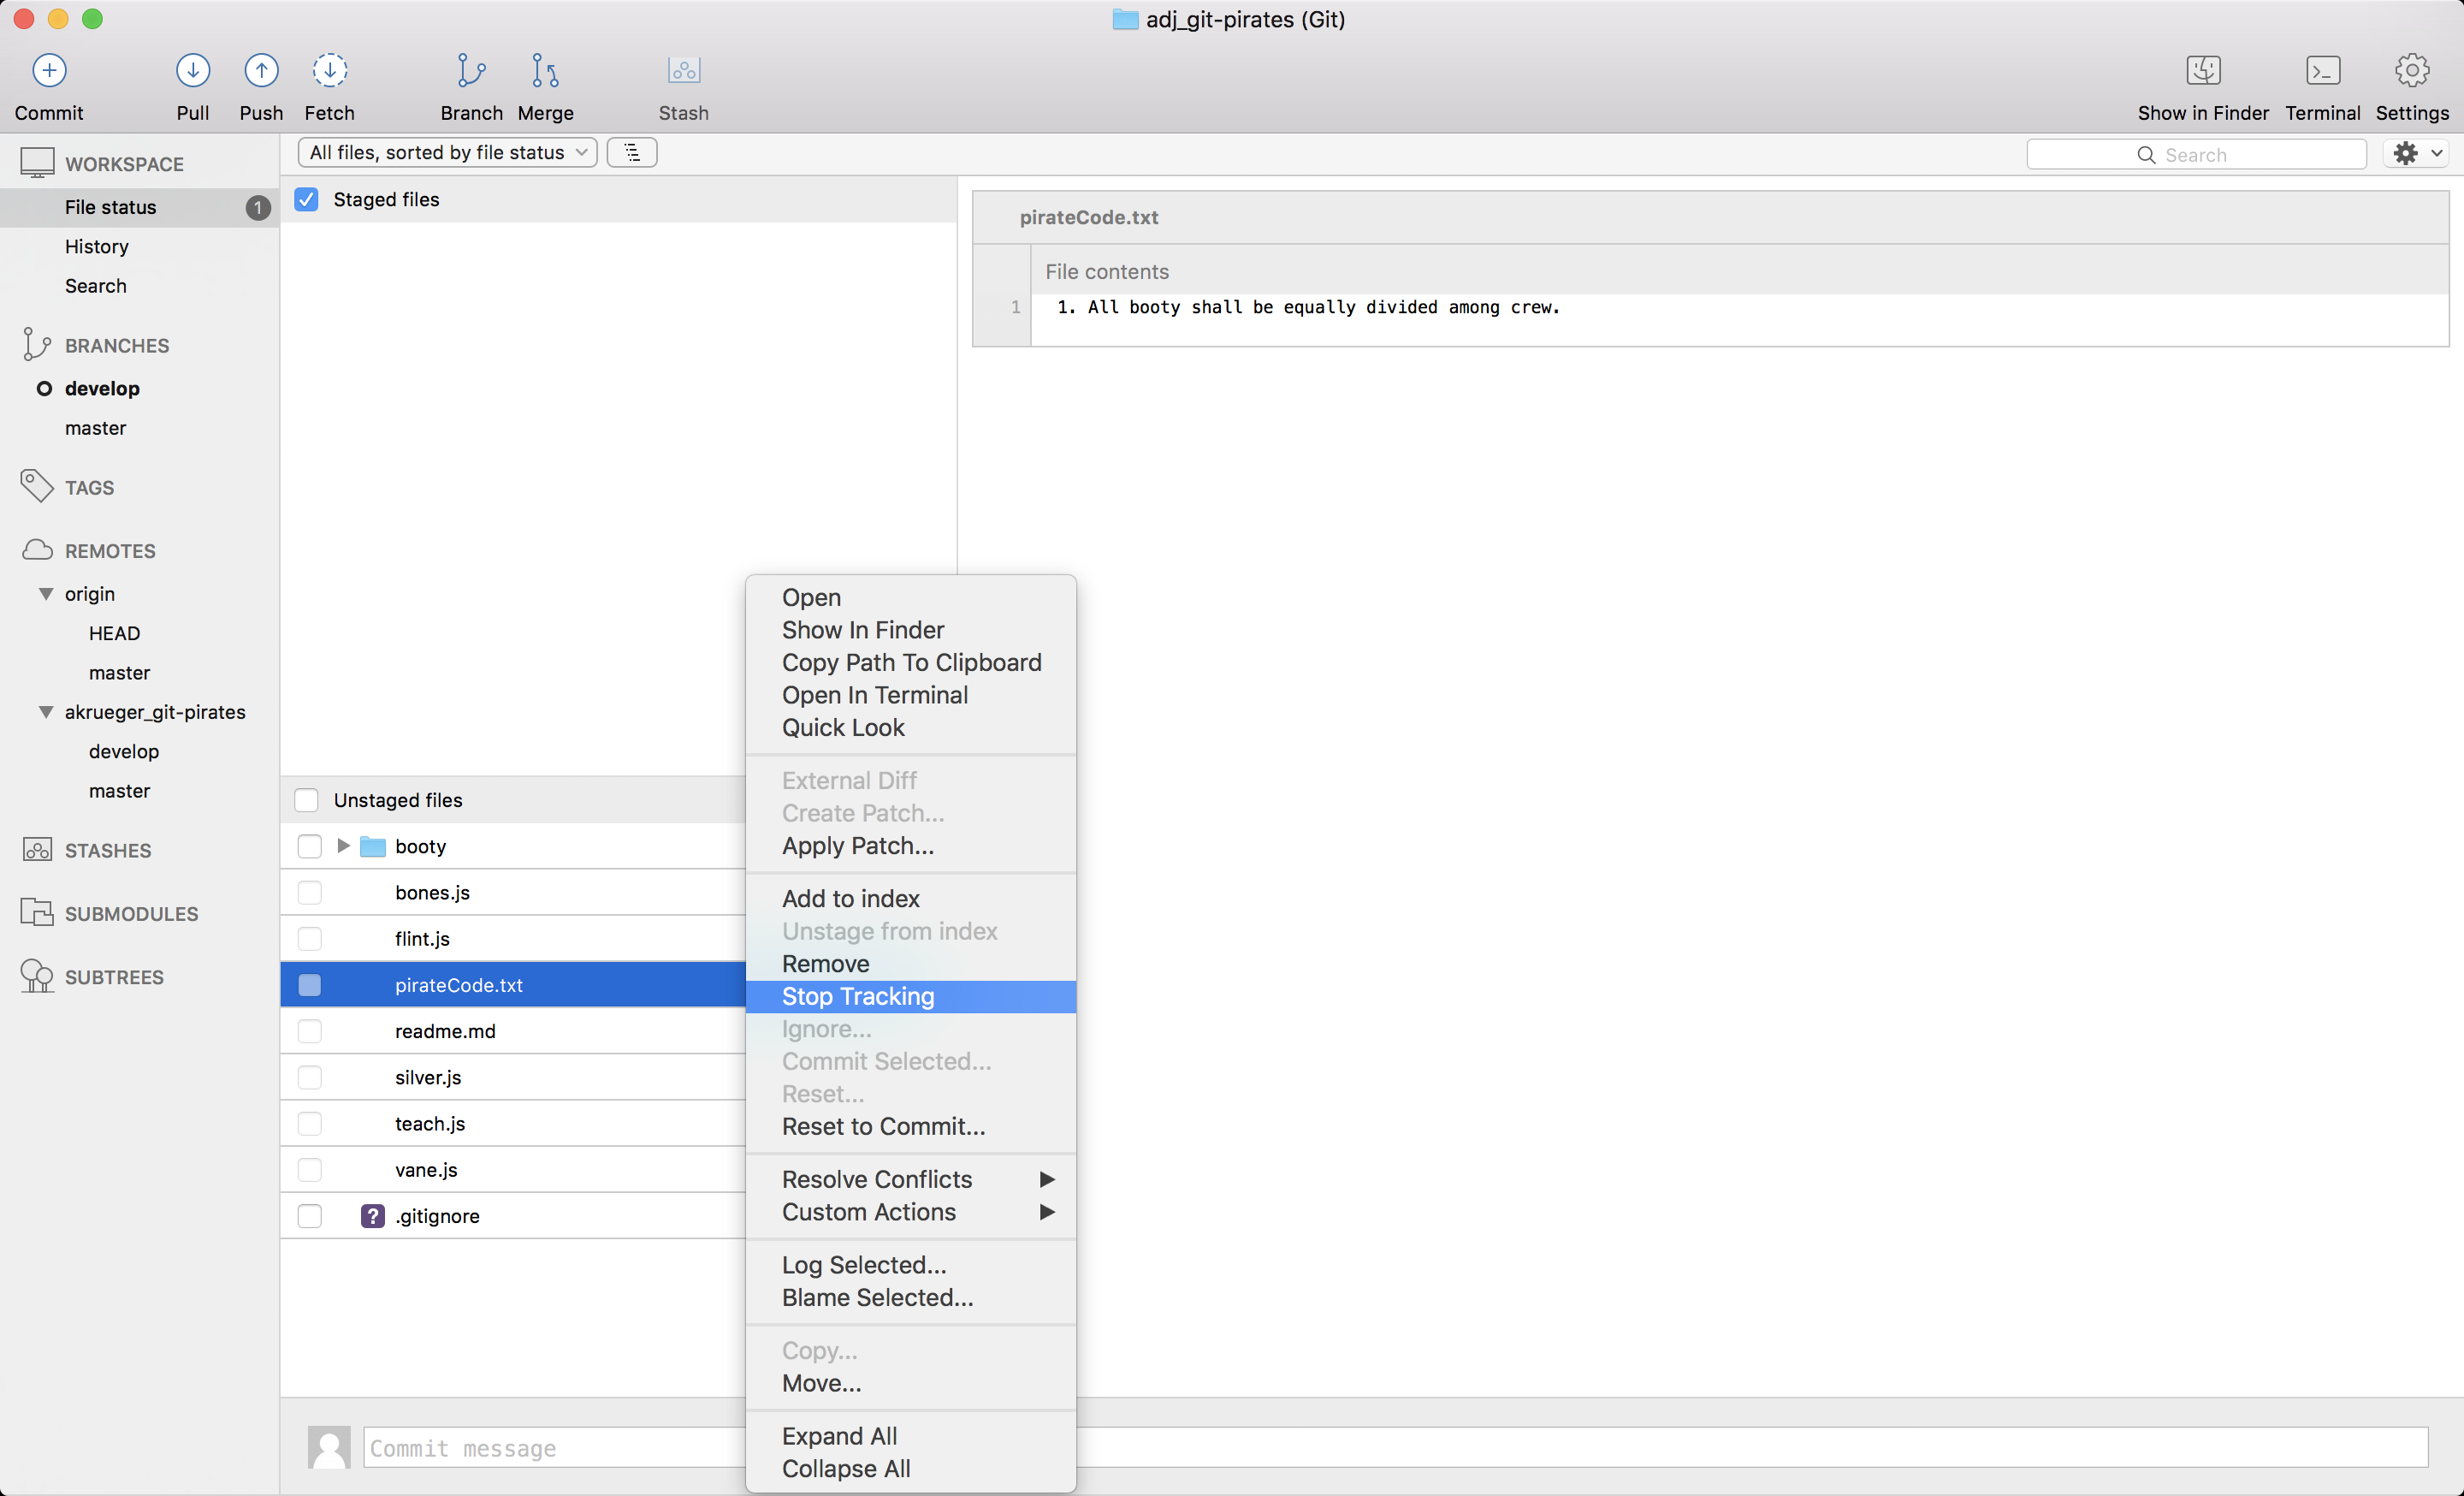 adj_git-pirates (Git)
Commit Pull Push Fetch Branch Merge Stash Show in Finder Terminal Settings
WORKSPACE
File status 1
History
Search
BRANCHES
develop
master
TAGS
REMOTES
origin
HEAD
master
akrueger_git-pirates
develop
master
STASHES
SUBMODULES
SUBTREES
All files, sorted by file status
Search
Staged files
Unstaged files
booty
bones.js
flint.js
pirateCode.txt
readme.md
silver.js
teach.js
vane.js
? .gitignore
pirateCode.txt
File contents
1 1. All booty shall be equally divided among crew.
Open
Show In Finder
Copy Path To Clipboard
Open In Terminal
Quick Look
External Diff
Create Patch...
Apply Patch...
Add to index
Unstage from index
Remove
Stop Tracking
Ignore...
Commit Selected...
Reset...
Reset to Commit...
Resolve Conflicts
Custom Actions
Log Selected...
Blame Selected...
Copy...
Move...
Expand All
Collapse All
Commit message